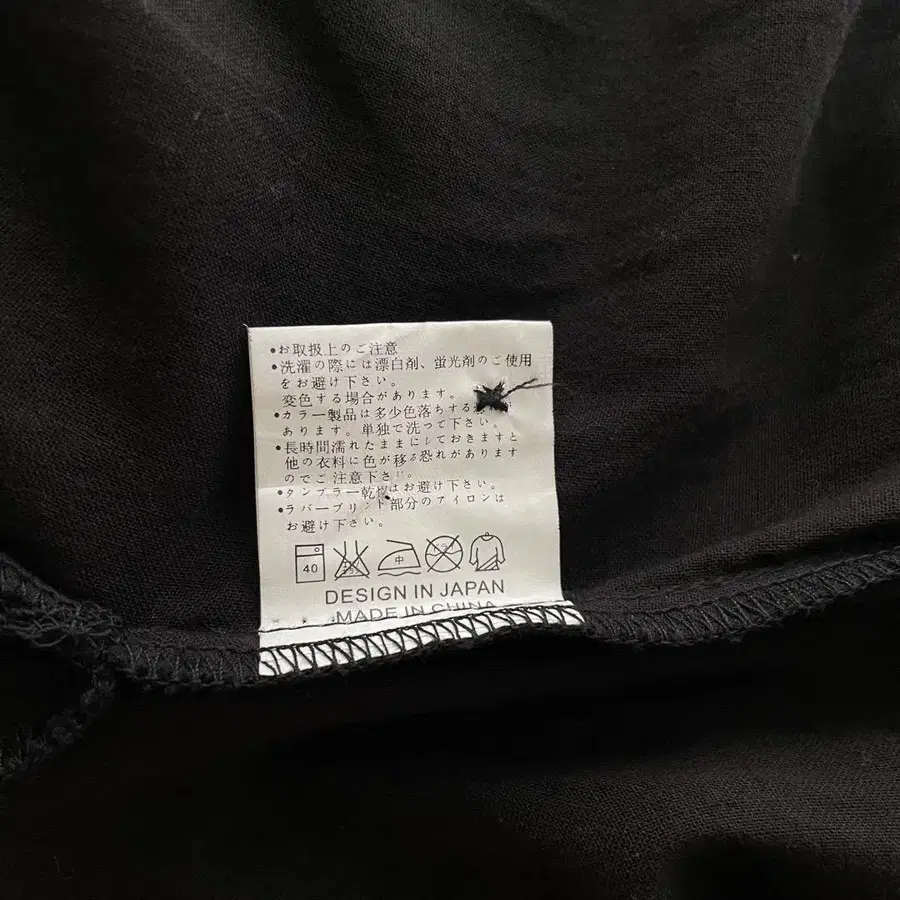 •お取扱上のご注意
•洗濯の際には漂白剤、蛍光剤のご使用
をお避け下さい。
変色する場合があります。
•カラー製品は多少色落ちする
あります。単独で洗って下さい。
•長時間濡れたままにしておきますと
他の衣料に色が移る恐れがあります
のでご注意下さい。
•タンブラー乾燥はお避け下さい。
•ラバープリント部分のアイロンは
お避け下さい。
40 中
DESIGN IN JAPAN
MADE IN CHINA